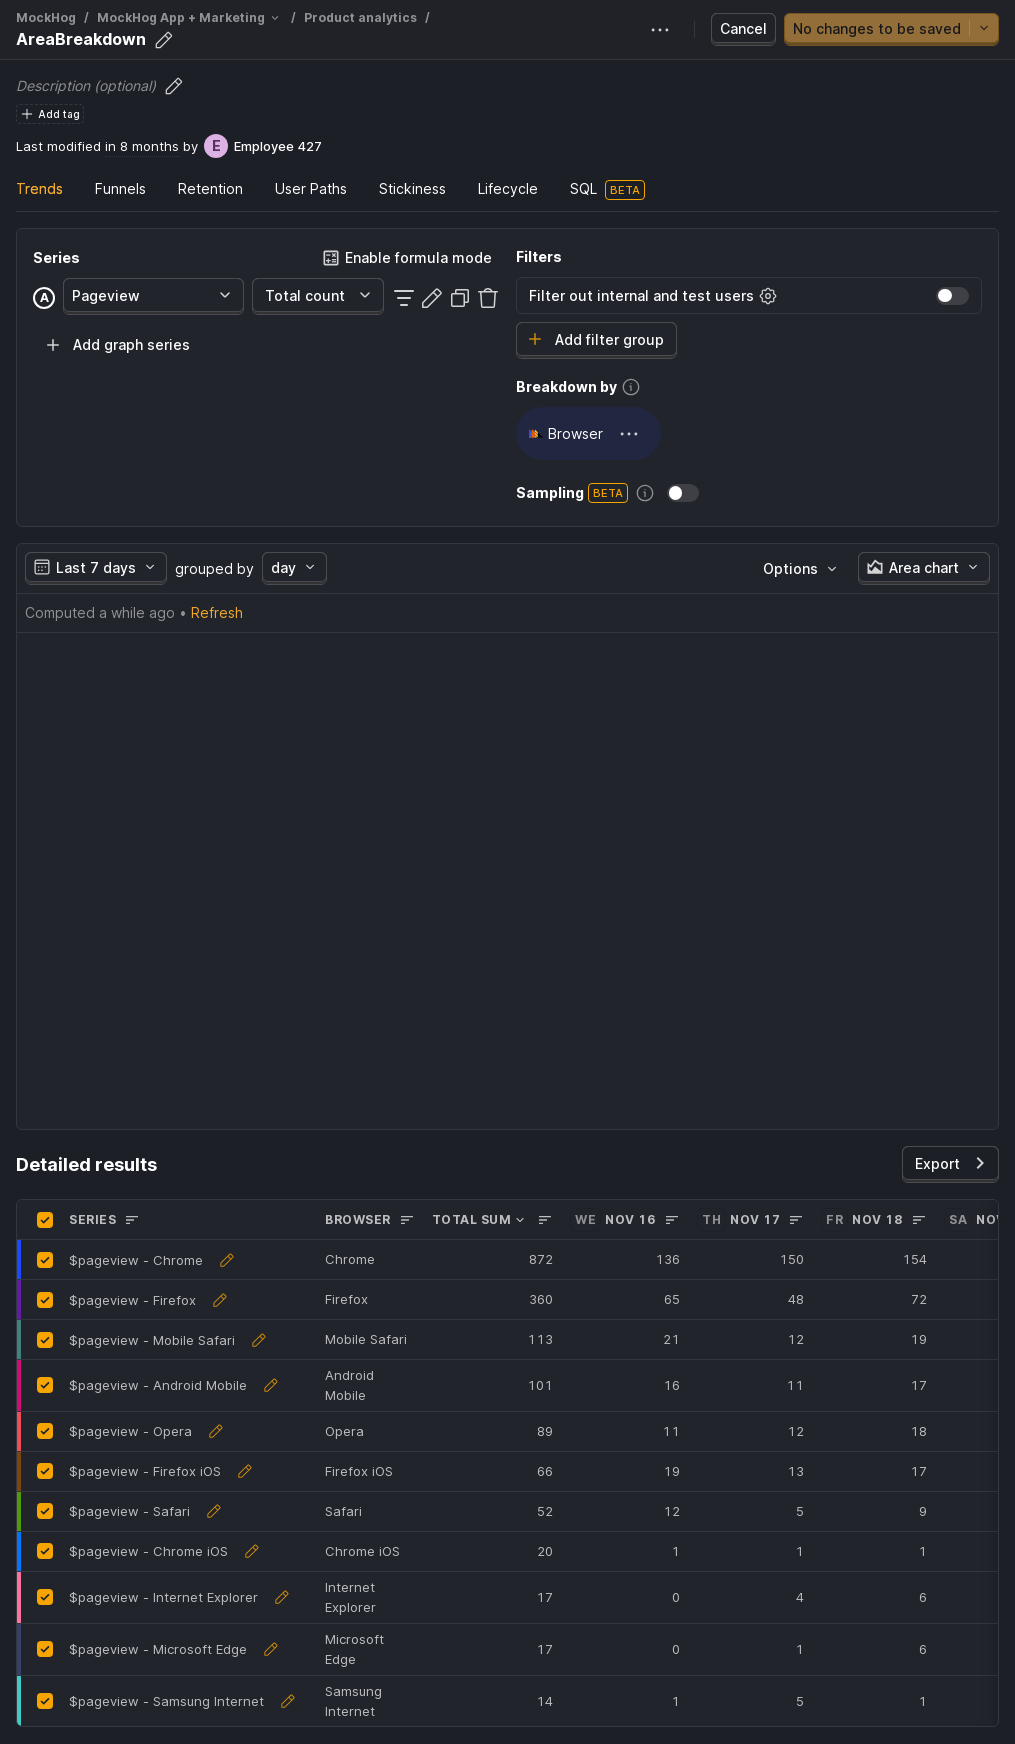 MockHog / MockHog App + Marketing / Product analytics /
AreaBreakdown
Cancel
No changes to be saved
Description (optional)
Add tag
Last modified in 8 months by E Employee 427
Trends Funnels Retention User Paths Stickiness Lifecycle SQL BETA
Series
Enable formula mode
A Pageview Total count
Add graph series
Filters
Filter out internal and test users
Add filter group
Breakdown by
Browser
Sampling BETA
Last 7 days grouped by day
Options
Area chart
Computed a while ago • Refresh
Detailed results
Export
SERIES BROWSER TOTAL SUM WE NOV 16 TH NOV 17 FR NOV 18 SA
$pageview - Chrome Chrome 872 136 150 154
$pageview - Firefox Firefox 360 65 48 72
$pageview - Mobile Safari Mobile Safari 113 21 12 19
$pageview - Android Mobile Android Mobile 101 16 11 17
$pageview - Opera Opera 89 11 12 18
$pageview - Firefox iOS Firefox iOS 66 19 13 17
$pageview - Safari Safari 52 12 5 9
$pageview - Chrome iOS Chrome iOS 20 1 1 1
$pageview - Internet Explorer Internet Explorer 17 0 4 6
$pageview - Microsoft Edge Microsoft Edge 17 0 1 6
$pageview - Samsung Internet Samsung Internet 14 1 5 1